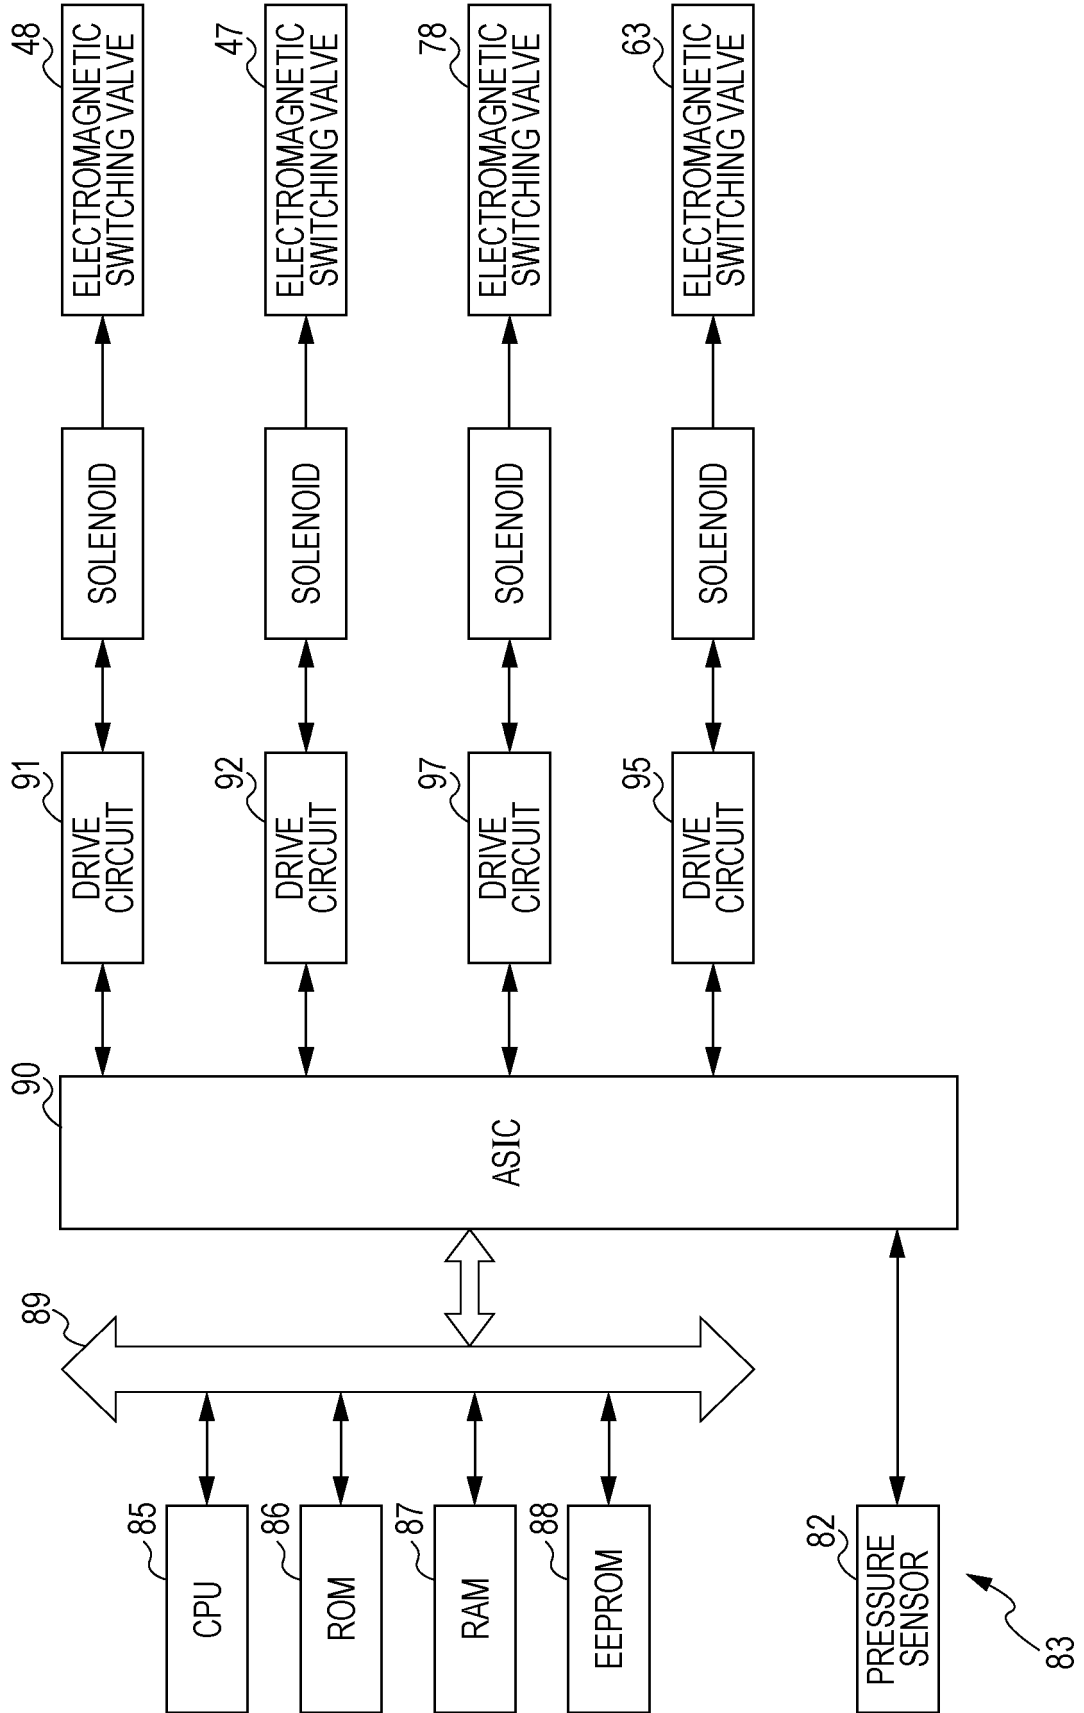 85
CPU
86
ROM
87
RAM
88
EEPROM
82
PRESSURE
SENSOR
83
89
90
ASIC
91
DRIVE
CIRCUIT
SOLENOID
48
ELECTROMAGNETIC
SWITCHING VALVE
92
DRIVE
CIRCUIT
SOLENOID
47
ELECTROMAGNETIC
SWITCHING VALVE
97
DRIVE
CIRCUIT
SOLENOID
78
ELECTROMAGNETIC
SWITCHING VALVE
95
DRIVE
CIRCUIT
SOLENOID
63
ELECTROMAGNETIC
SWITCHING VALVE